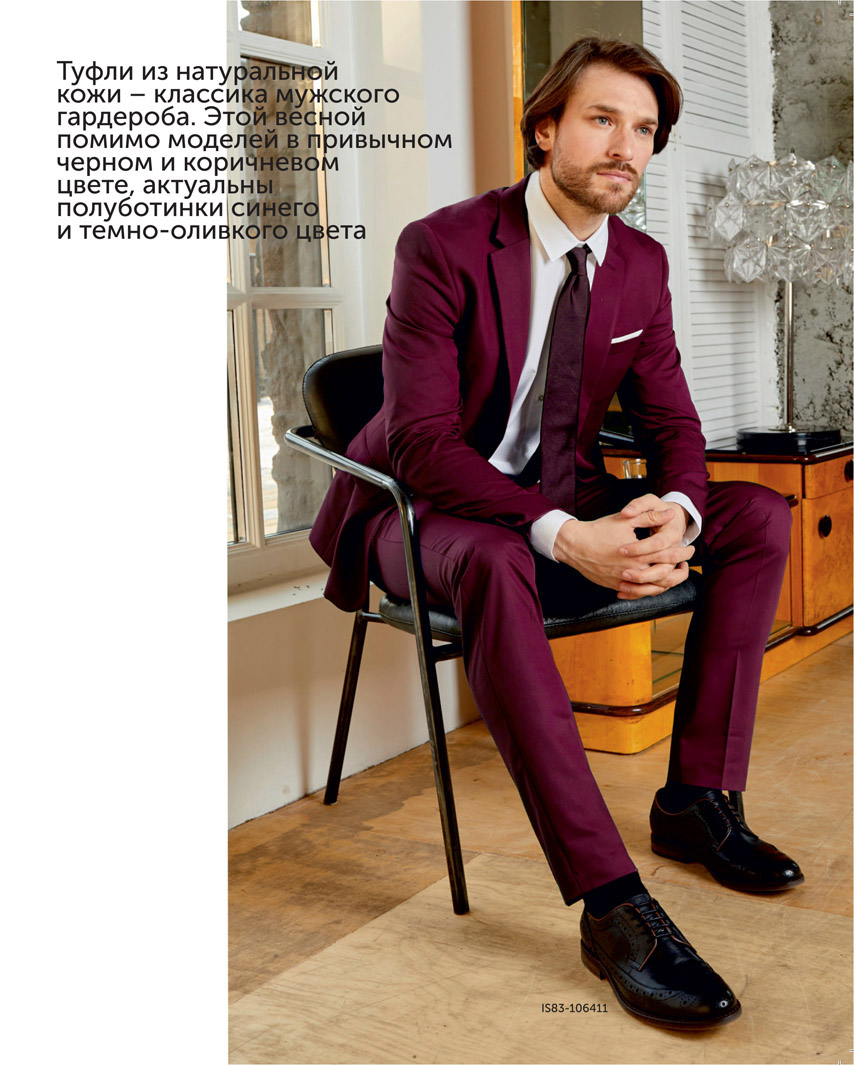 Туфли из натуральной
кожи – классика мужского
гардероба. Этой весной
помимо моделей в привычном
черном и коричневом
цвете, актуальны
полуботинки синего
и темно-оливкого цвета
IS83-106411